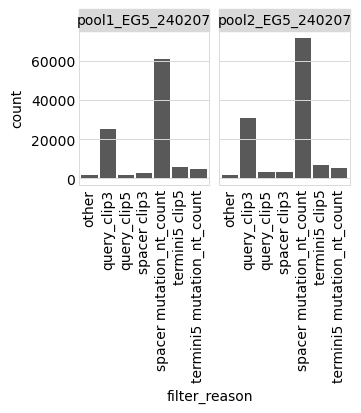 pool1_EG5_240207 pool2_EG5_240207
count
60000
40000
20000
0
other
query_clip3
query_clip5
spacer clip3
spacer mutation_nt_count
termini5 clip5
termini5 mutation_nt_count
other
query_clip3
query_clip5
spacer clip3
spacer mutation_nt_count
termini5 clip5
termini5 mutation_nt_count
filter_reason